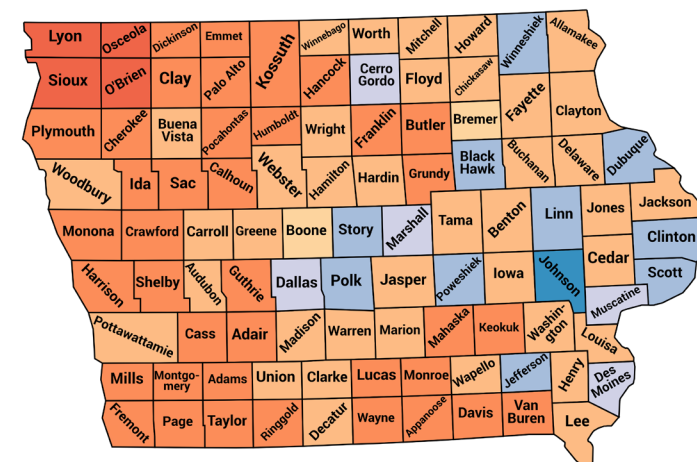 Lyon
Osceola
Dickinson
Emmet
Kossuth
Winnebago
Worth
Mitchell
Howard
Winneshiek
Allamakee
Sioux
O'Brien
Clay
Palo Alto
Hancock
Cerro
Gordo
Floyd
Chickasaw
Fayette
Clayton
Plymouth
Cherokee
Buena
Vista
Pocahontas
Humboldt
Wright
Franklin
Butler
Bremer
Woodbury
Ida
Sac
Calhoun
Webster
Hamilton
Hardin
Grundy
Black
Hawk
Buchanan
Delaware
Dubuque
Monona
Crawford
Carroll
Greene
Boone
Story
Marshall
Tama
Benton
Linn
Jones
Jackson
Clinton
Harrison
Shelby
Audubon
Guthrie
Dallas
Polk
Jasper
Poweshiek
Iowa
Johnson
Cedar
Scott
Muscatine
Pottawattamie
Cass
Adair
Madison
Warren
Marion
Mahaska
Keokuk
Washin-
gton
Louisa
Mills
Montgo-
mery
Adams
Union
Clarke
Lucas
Monroe
Wapello
Jefferson
Henry
Des
Moines
Fremont
Page
Taylor
Ringgold
Decatur
Wayne
Appanoose
Davis
Van
Buren
Lee